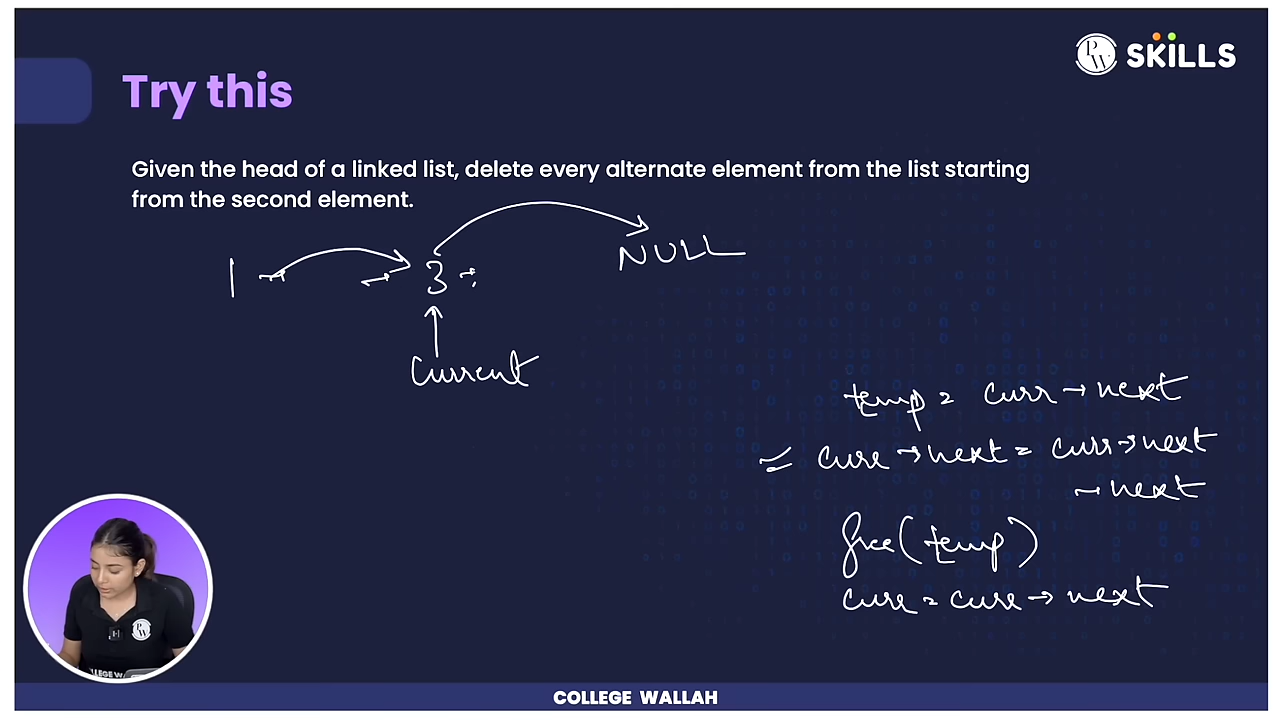 PW SKILLS
Try this
Given the head of a linked list, delete every alternate element from the list starting
from the second element.
NULL
1 → → 3 →
current
temp = curr → next
= curr → next = curr → next
→ next
free(temp)
curr = curr → next
PW
COLLEGE WALLAH